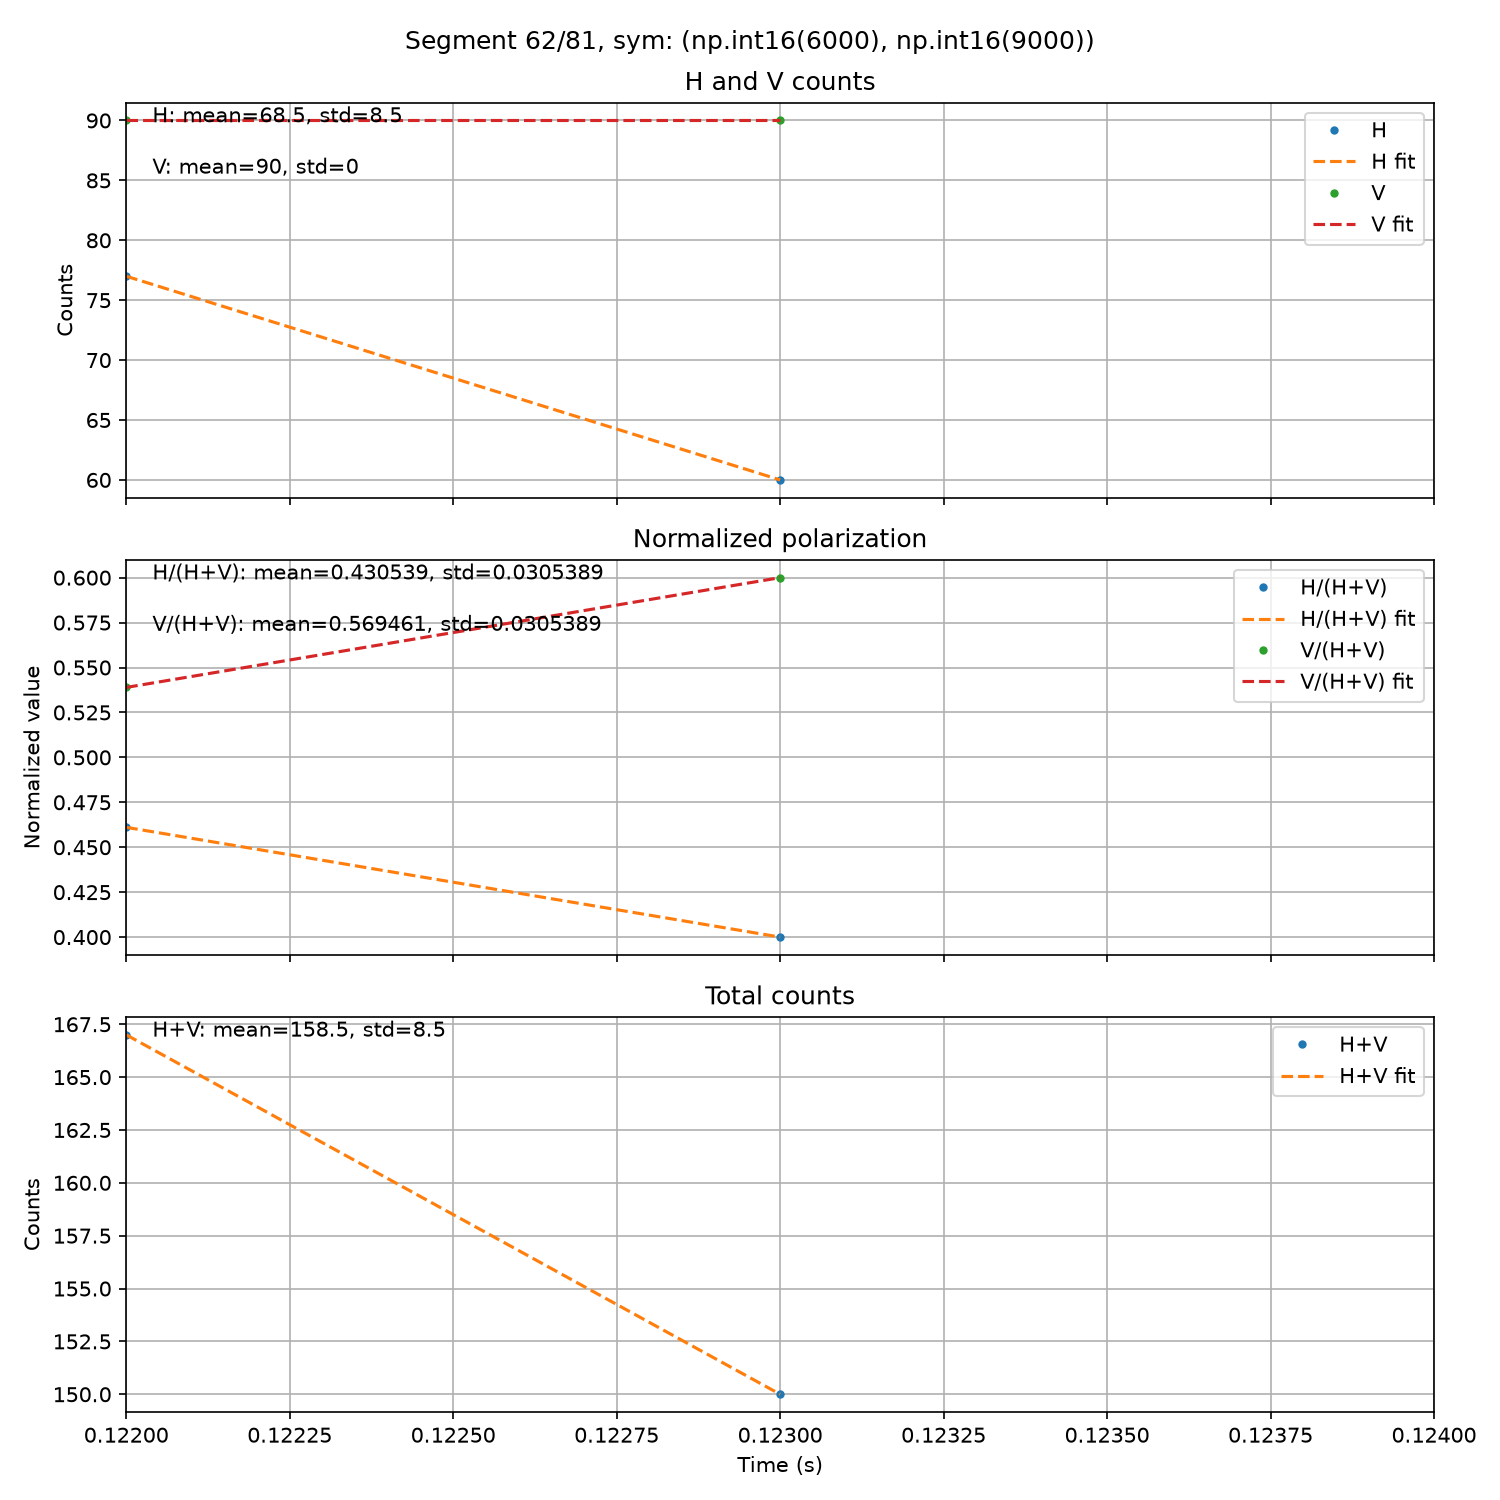 Segment 62/81, sym: (np.int16(6000), np.int16(9000))
H and V counts
H: mean=68.5, std=8.5
V: mean=90, std=0
H
H fit
V
V fit
90
85
80
75
70
65
60
Counts
Normalized polarization
H/(H+V): mean=0.430539, std=0.0305389
V/(H+V): mean=0.569461, std=0.0305389
H/(H+V)
H/(H+V) fit
V/(H+V)
V/(H+V) fit
0.600
0.575
0.550
0.525
0.500
0.475
0.450
0.425
0.400
Normalized value
Total counts
H+V: mean=158.5, std=8.5
H+V
H+V fit
167.5
165.0
162.5
160.0
157.5
155.0
152.5
150.0
Counts
0.12200 0.12225 0.12250 0.12275 0.12300 0.12325 0.12350 0.12375 0.12400
Time (s)